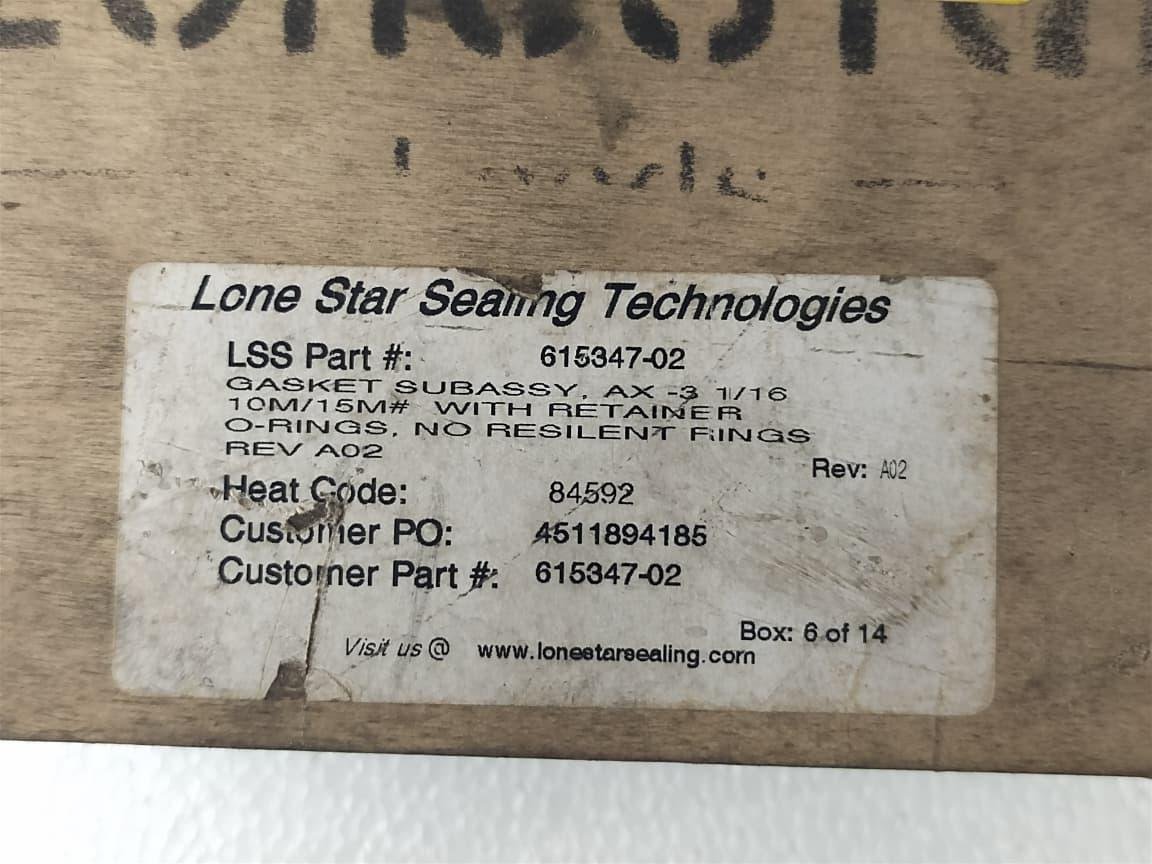 Lone Star Sealing Technologies
LSS Part #: 615347-02
GASKET SUBASSY, AX -3 1/16
10M/15M# WITH RETAINER
O-RINGS, NO RESILENT RINGS
REV A02
Rev: A02
Heat Code: 84592
Customer PO: 4511894185
Customer Part #: 615347-02
Box: 6 of 14
Visit us @ www.lonestarsealing.com